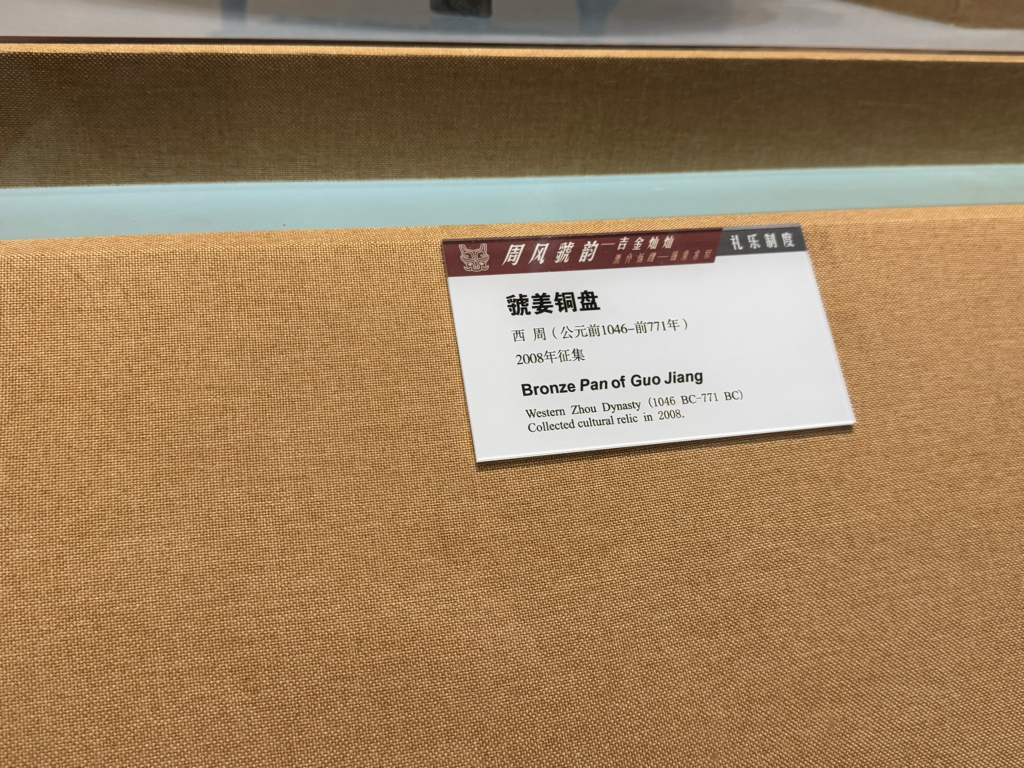 周风虢韵—吉金灿灿
礼乐制度
虢姜铜盘
西 周（公元前1046-前771年）
2008年征集
Bronze Pan of Guo Jiang
Western Zhou Dynasty (1046 BC-771 BC)
Collected cultural relic in 2008.